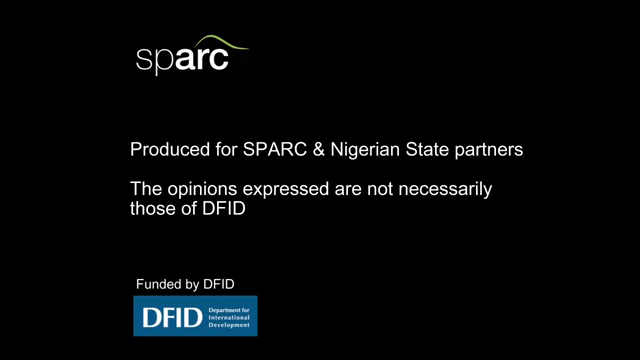 sparc
Produced for SPARC & Nigerian State partners
The opinions expressed are not necessarily
those of DFID
Funded by DFID
DFID
Department for
International
Development